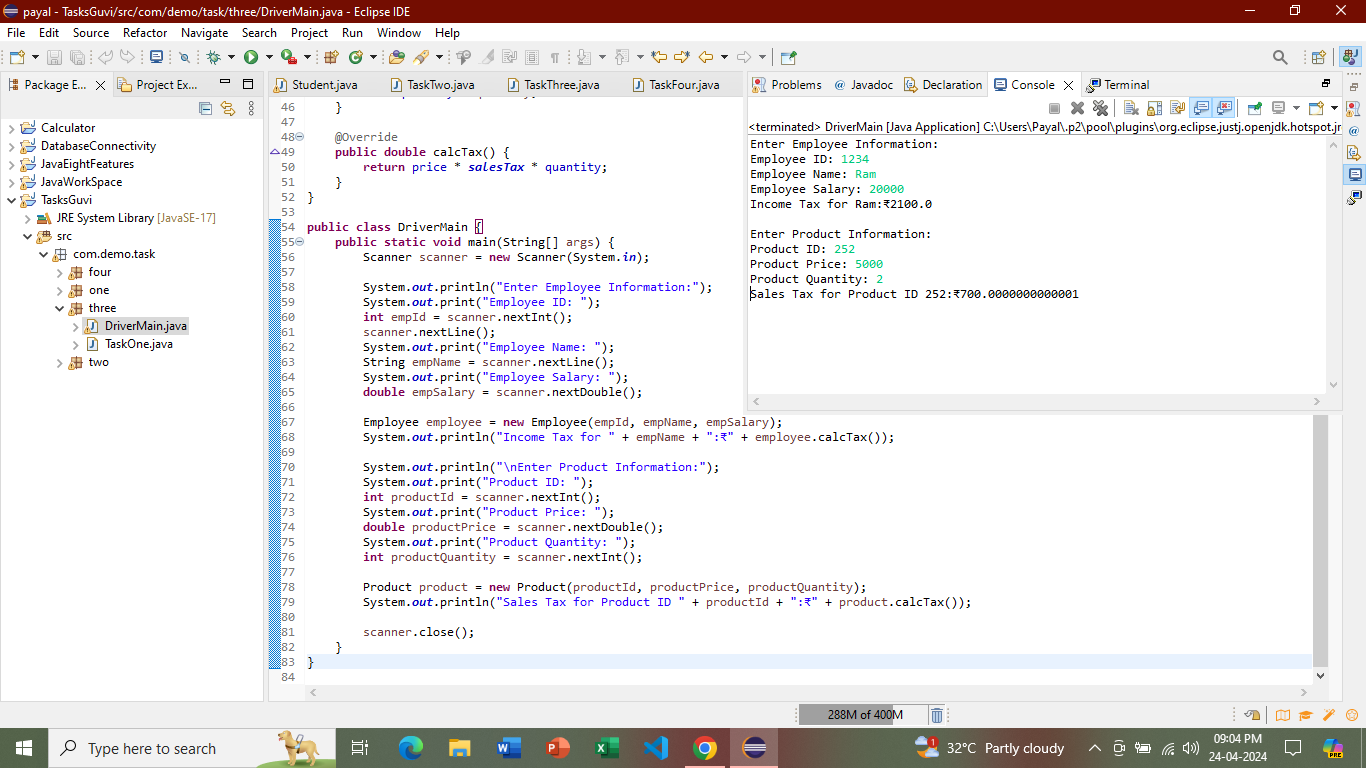 payal - TasksGuvi/src/com/demo/task/three/DriverMain.java - Eclipse IDE
File Edit Source Refactor Navigate Search Project Run Window Help
Package E... Project Ex...
Calculator
DatabaseConnectivity
JavaEightFeatures
JavaWorkSpace
TasksGuvi
JRE System Library [JavaSE-17]
src
com.demo.task
four
one
three
DriverMain.java
TaskOne.java
two
Student.java TaskTwo.java TaskThree.java TaskFour.java
46 }
47
48 @Override
49 public double calcTax() {
50 return price * salesTax * quantity;
51 }
52 }
53
54 public class DriverMain {
55 public static void main(String[] args) {
56 Scanner scanner = new Scanner(System.in);
57
58 System.out.println("Enter Employee Information:");
59 System.out.print("Employee ID: ");
60 int empId = scanner.nextInt();
61 scanner.nextLine();
62 System.out.print("Employee Name: ");
63 String empName = scanner.nextLine();
64 System.out.print("Employee Salary: ");
65 double empSalary = scanner.nextDouble();
66
67 Employee employee = new Employee(empId, empName, empSalary);
68 System.out.println("Income Tax for " + empName + ":₹" + employee.calcTax());
69
70 System.out.println("\nEnter Product Information:");
71 System.out.print("Product ID: ");
72 int productId = scanner.nextInt();
73 System.out.print("Product Price: ");
74 double productPrice = scanner.nextDouble();
75 System.out.print("Product Quantity: ");
76 int productQuantity = scanner.nextInt();
77
78 Product product = new Product(productId, productPrice, productQuantity);
79 System.out.println("Sales Tax for Product ID " + productId + ":₹" + product.calcTax());
80
81 scanner.close();
82 }
83 }
84
Problems @ Javadoc Declaration Console Terminal
<terminated> DriverMain [Java Application] C:\Users\Payal\.p2\pool\plugins\org.eclipse.justj.openjdk.hotspot.jr
Enter Employee Information:
Employee ID: 1234
Employee Name: Ram
Employee Salary: 20000
Income Tax for Ram:₹2100.0
Enter Product Information:
Product ID: 252
Product Price: 5000
Product Quantity: 2
Sales Tax for Product ID 252:₹700.0000000000001
288M of 400M
Type here to search
32°C Partly cloudy
09:04 PM
24-04-2024